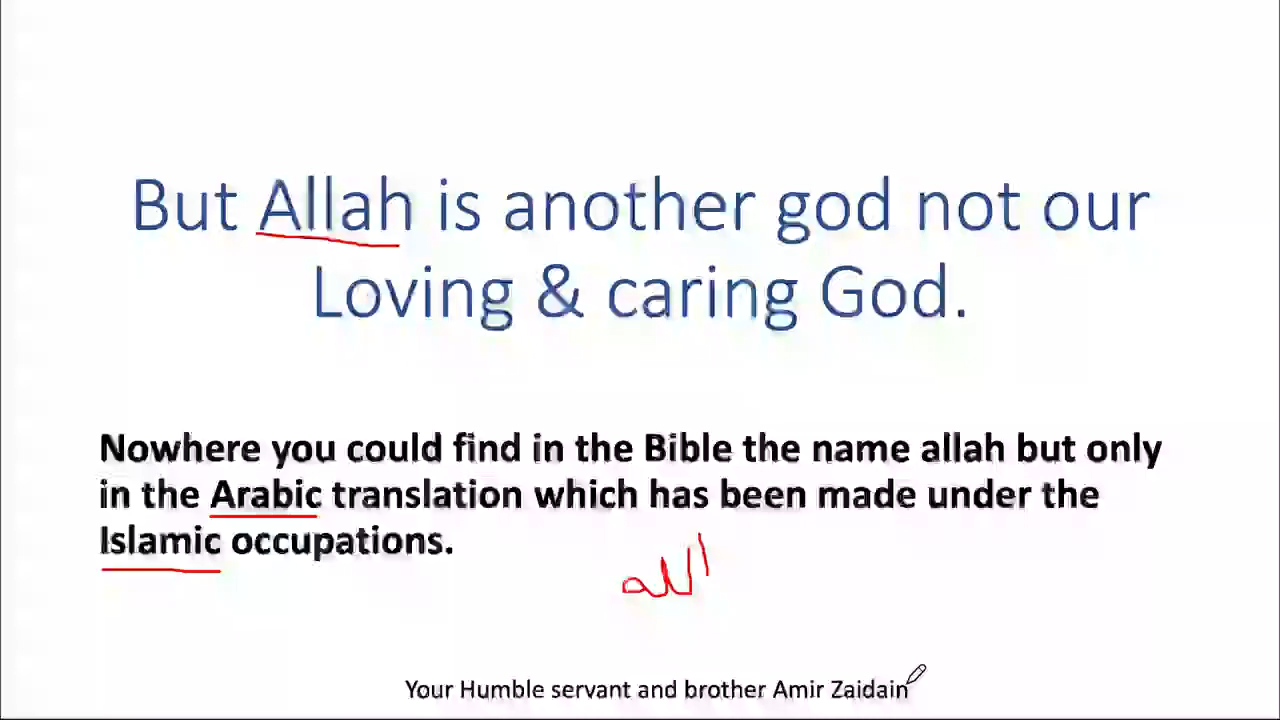 But Allah is another god not our
Loving & caring God.
Nowhere you could find in the Bible the name allah but only
in the Arabic translation which has been made under the
Islamic occupations.
الله
Your Humble servant and brother Amir Zaidain